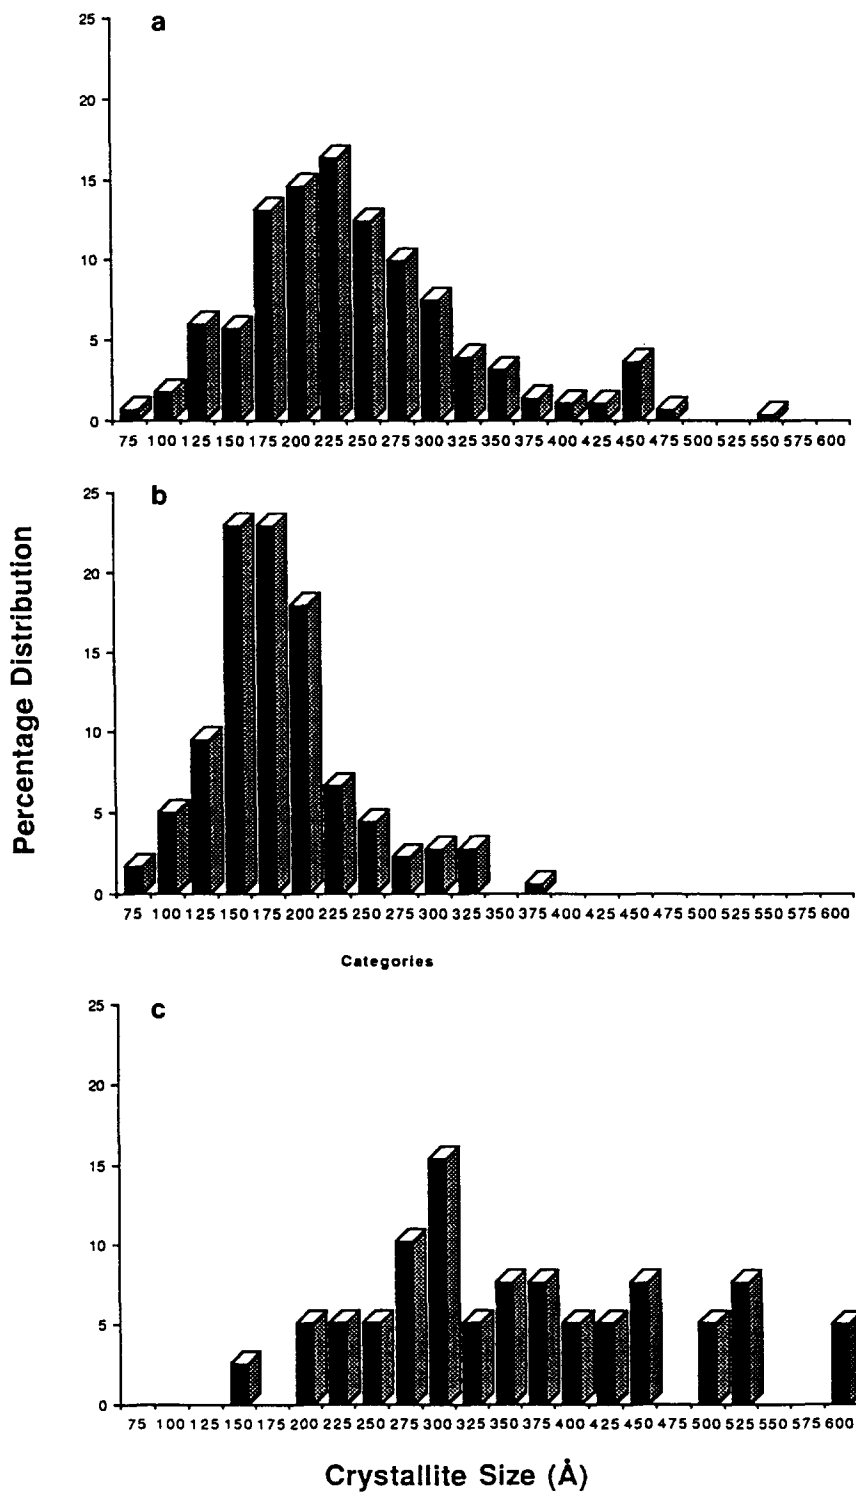 a
25
20
15
10
5
0
75 100 125 150 175 200 225 250 275 300 325 350 375 400 425 450 475 500 525 550 575 600
b
25
20
15
10
5
0
75 100 125 150 175 200 225 250 275 300 325 350 375 400 425 450 475 500 525 550 575 600
Categories
Percentage Distribution
c
25
20
15
10
5
0
75 100 125 150 175 200 250 275 300 325 350 375 400 425 450 475 500 525 550 575 600
Crystallite Size (Å)